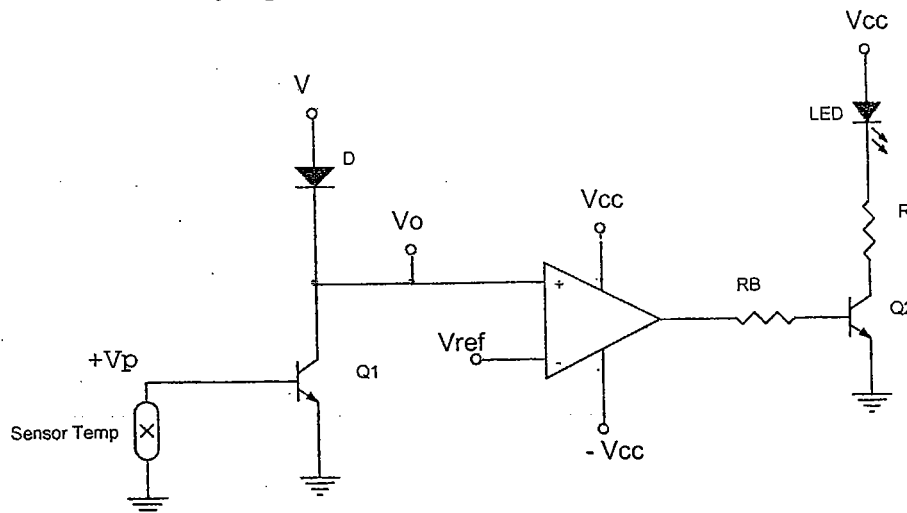 Vcc
V
LED
D
Vcc
Vo
R
RB
+
Q2
Vref
-
+Vp
Q1
Sensor Temp
- Vcc